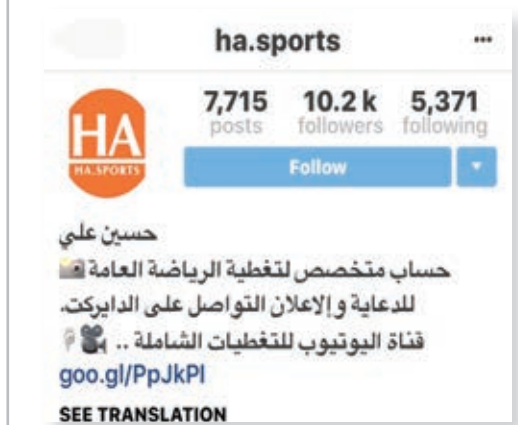 ha.sports
7,715 10.2 k 5,371
posts followers following
HA
HA.SPORTS
Follow
حسين علي
حساب متخصص لتغطية الرياضة العامة📸
للدعاية و إلاعلان التواصل على الدايركت.
قناة اليوتيوب للتغطيات الشاملة .. 🎥👇
goo.gl/PpJkPl
SEE TRANSLATION